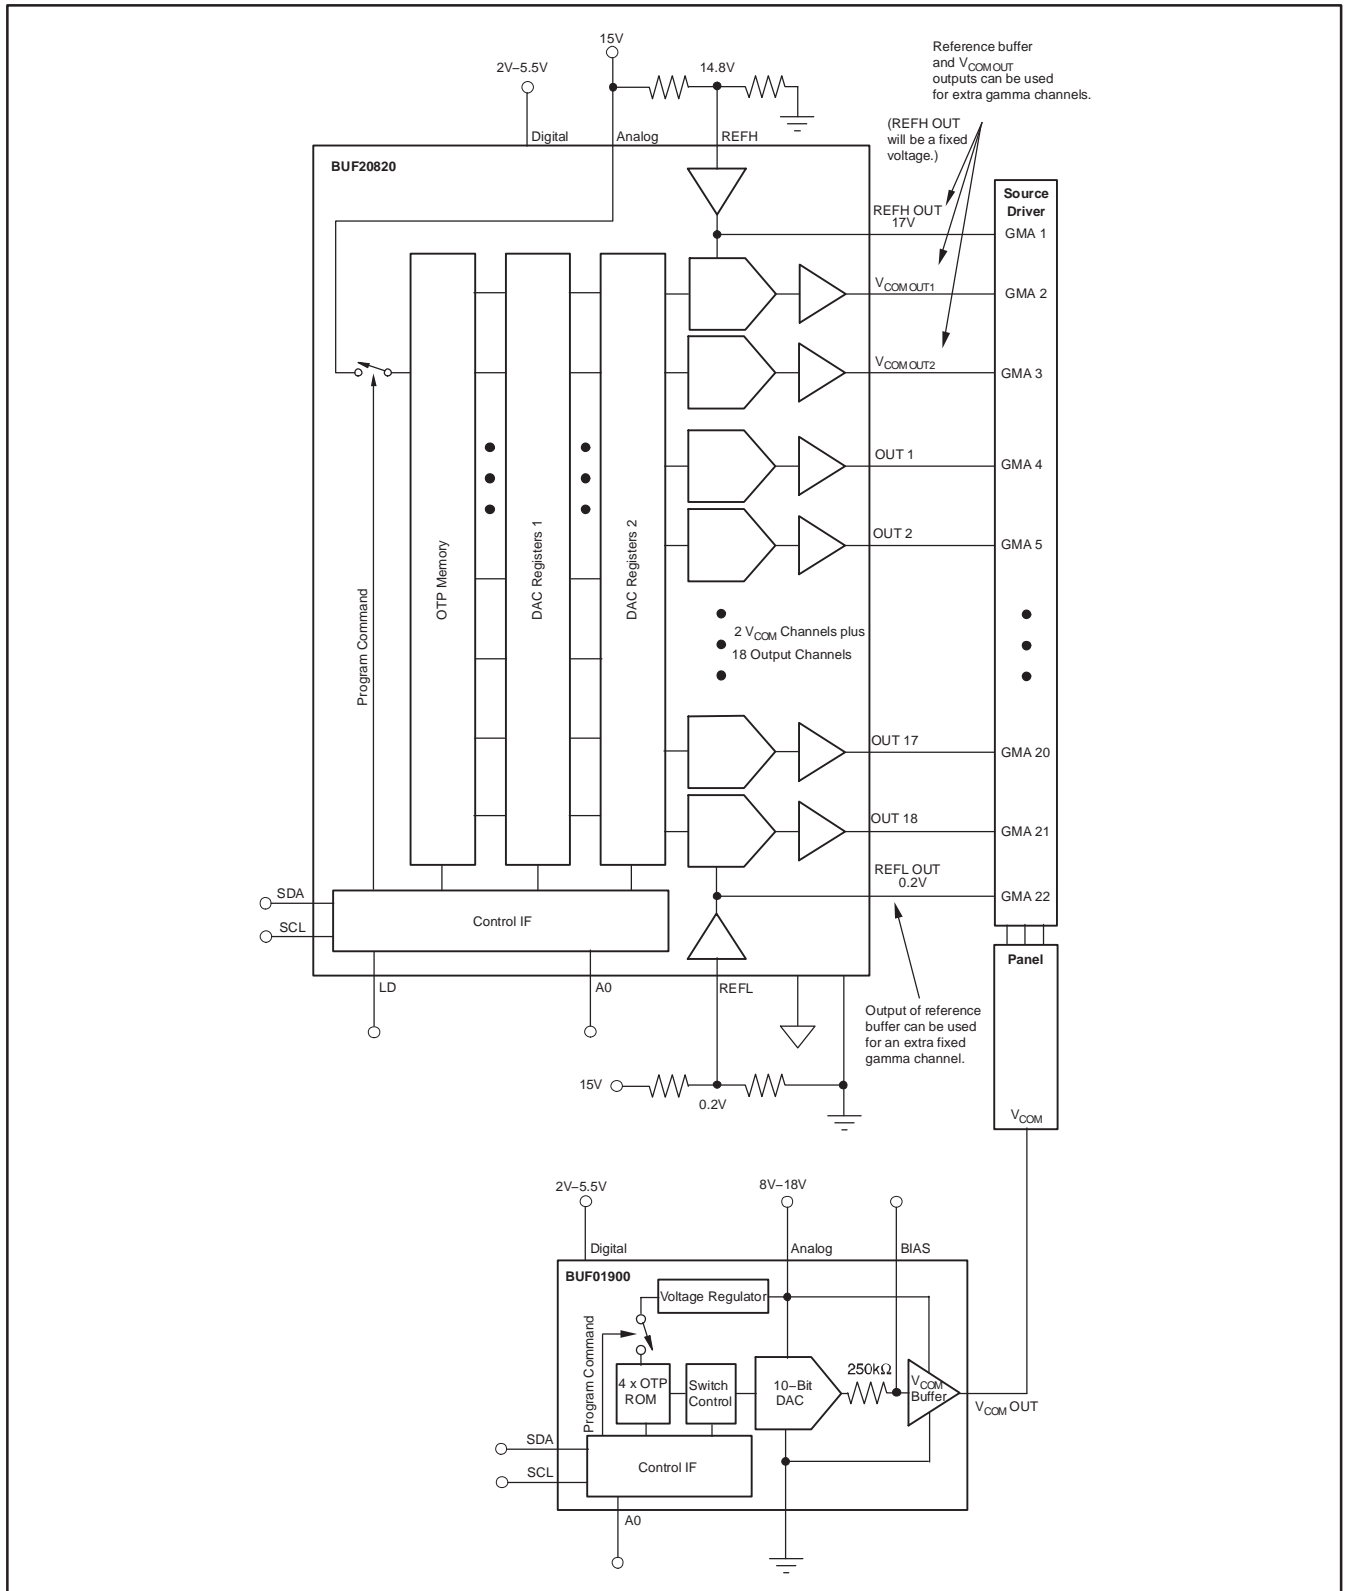 15V
2V–5.5V
14.8V
Reference buffer
and VCOM OUT
outputs can be used
for extra gamma channels.
(REFH OUT
will be a fixed
voltage.)
Digital
Analog
REFH
BUF20820
Source
Driver
REFH OUT
17V
GMA 1
VCOM OUT1
GMA 2
VCOM OUT2
GMA 3
OUT 1
GMA 4
OUT 2
GMA 5
Program Command
OTP Memory
DAC Registers 1
DAC Registers 2
2 VCOM Channels plus
18 Output Channels
OUT 17
GMA 20
OUT 18
GMA 21
REFL OUT
0.2V
GMA 22
SDA
SCL
Control IF
LD
A0
REFL
Panel
Output of reference
buffer can be used
for an extra fixed
gamma channel.
15V
0.2V
VCOM
2V–5.5V
8V–18V
Digital
Analog
BIAS
BUF01900
Voltage Regulator
Program Command
4 x OTP
ROM
Switch
Control
10–Bit
DAC
250kΩ
VCOM
Buffer
VCOM OUT
SDA
SCL
Control IF
A0